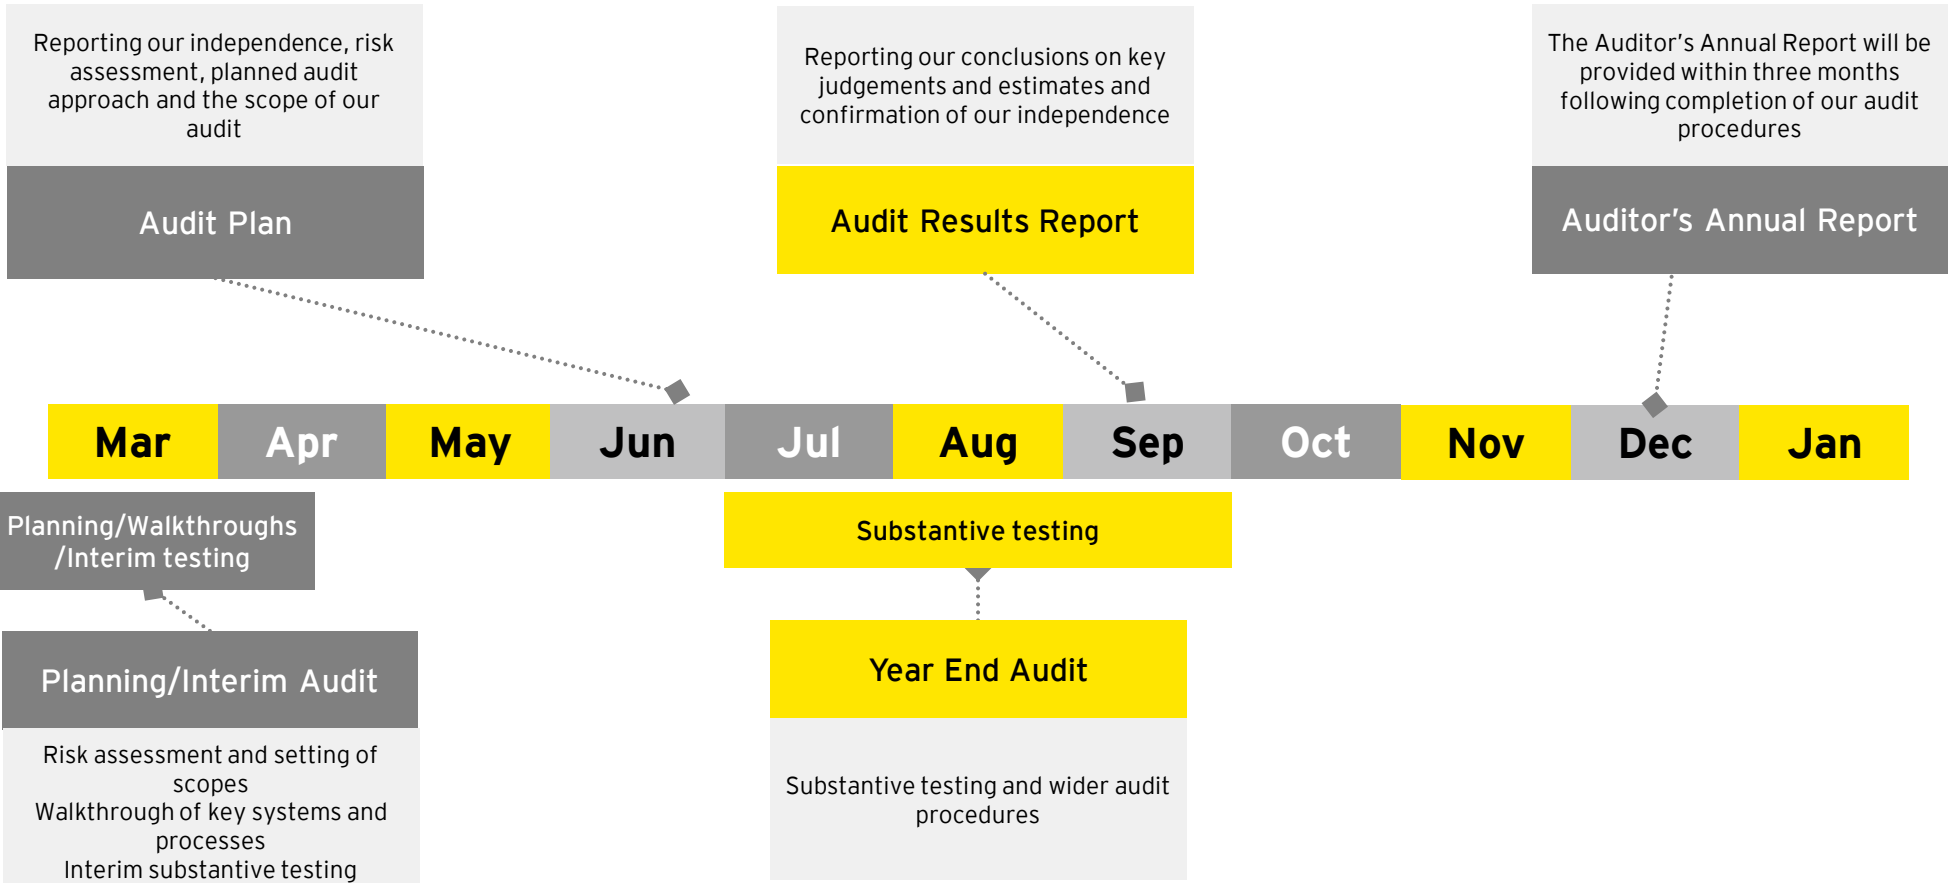 Reporting our independence, risk
assessment, planned audit
approach and the scope of our
audit
Audit Plan
Reporting our conclusions on key
judgements and estimates and
confirmation of our independence
Audit Results Report
The Auditor’s Annual Report will be
provided within three months
following completion of our audit
procedures
Auditor’s Annual Report
Mar Apr May Jun Jul Aug Sep Oct Nov Dec Jan
Planning/Walkthroughs
/Interim testing
Substantive testing
Planning/Interim Audit
Risk assessment and setting of
scopes
Walkthrough of key systems and
processes
Interim substantive testing
Year End Audit
Substantive testing and wider audit
procedures